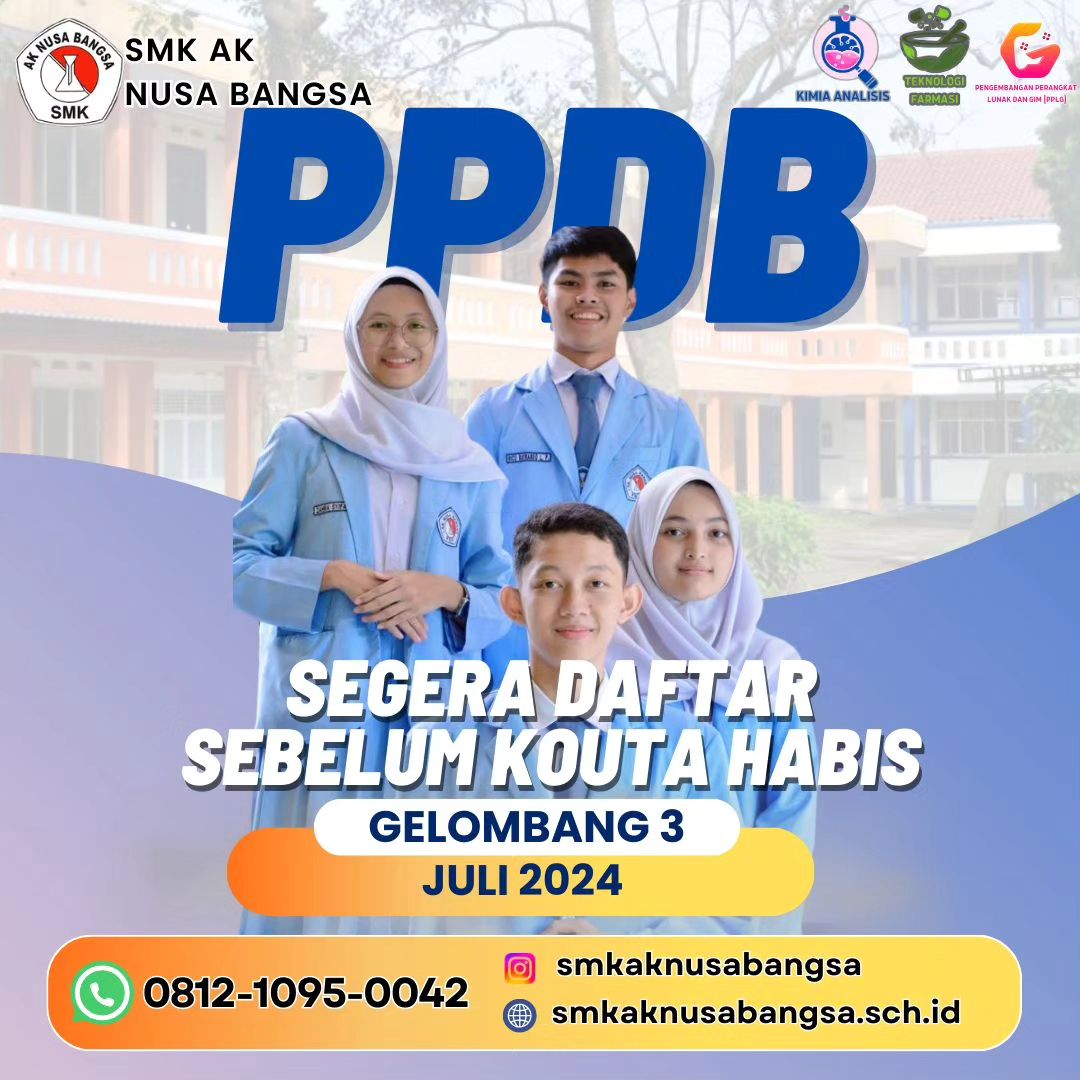 AK NUSA BANGSA
SMK
SMK AK
NUSA BANGSA
KIMIA ANALISIS
TEKNOLOGI
FARMASI
PENGEMBANGAN PERANGKAT
LUNAK DAN GIM (PPLG)
PPDB
SEGERA DAFTAR
SEBELUM KOUTA HABIS
GELOMBANG 3
JULI 2024
0812-1095-0042
smkaknusabangsa
smkaknusabangsa.sch.id